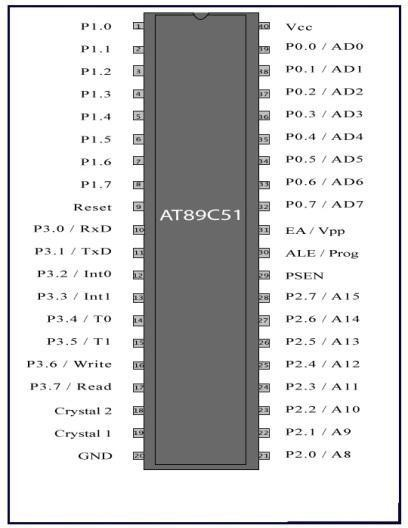 P1.0 1 40 Vcc
P1.1 2 39 P0.0 / AD0
P1.2 3 38 P0.1 / AD1
P1.3 4 37 P0.2 / AD2
P1.4 5 36 P0.3 / AD3
P1.5 6 35 P0.4 / AD4
P1.6 7 34 P0.5 / AD5
P1.7 8 33 P0.6 / AD6
Reset 9 32 P0.7 / AD7
AT89C51
P3.0 / RxD 10 31 EA / Vpp
P3.1 / TxD 11 30 ALE / Prog
P3.2 / Int0 12 29 PSEN
P3.3 / Int1 13 28 P2.7 / A15
P3.4 / T0 14 27 P2.6 / A14
P3.5 / T1 15 26 P2.5 / A13
P3.6 / Write 16 25 P2.4 / A12
P3.7 / Read 17 24 P2.3 / A11
Crystal 2 18 23 P2.2 / A10
Crystal 1 19 22 P2.1 / A9
GND 20 21 P2.0 / A8